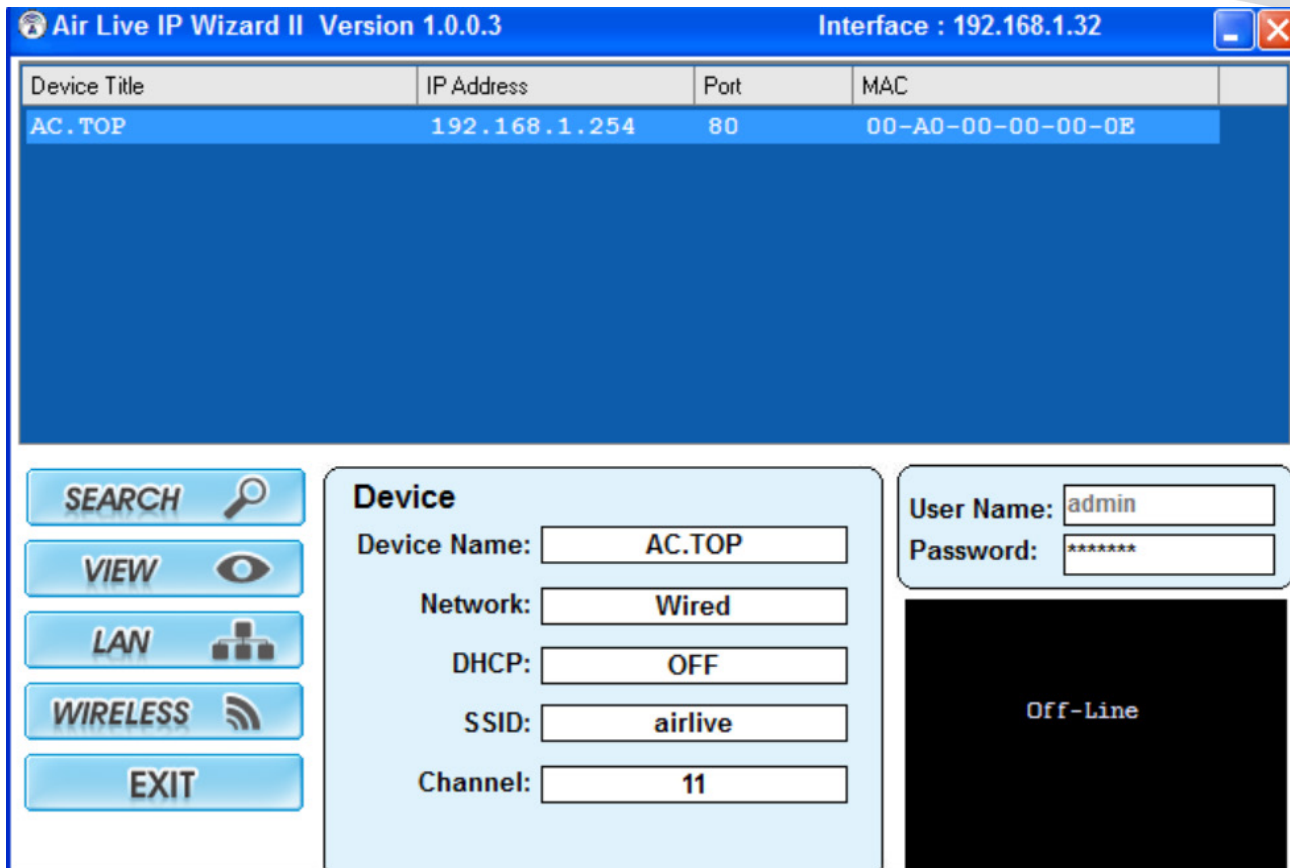 Air Live IP Wizard II Version 1.0.0.3 Interface : 192.168.1.32
Device Title IP Address Port MAC
AC.TOP 192.168.1.254 80 00-A0-00-00-00-0E
SEARCH
VIEW
LAN
WIRELESS
EXIT
Device
Device Name: AC.TOP
Network: Wired
DHCP: OFF
SSID: airlive
Channel: 11
User Name: admin
Password: *******
Off-Line